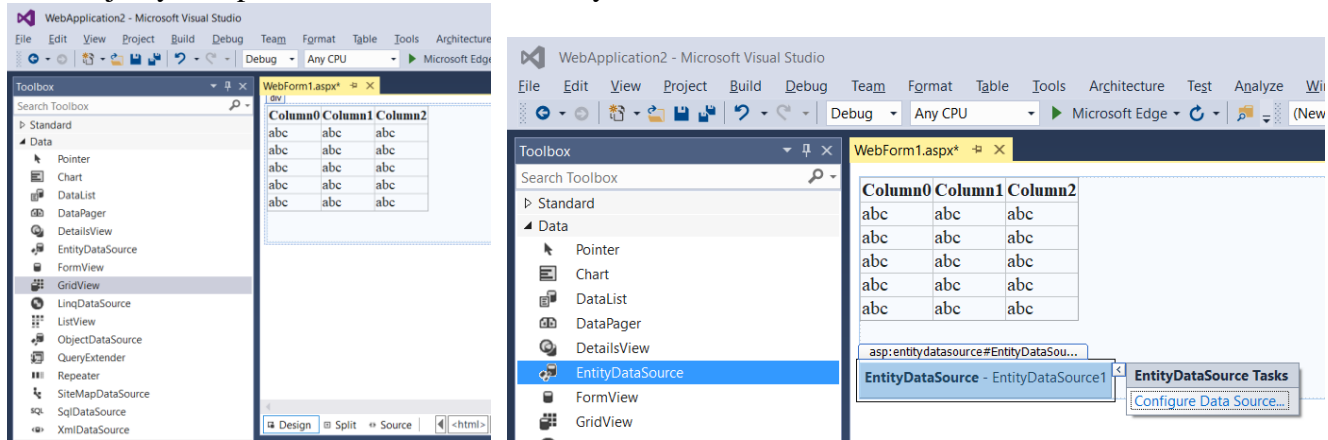 WebApplication2 - Microsoft Visual Studio
File Edit View Project Build Debug Team Format Table Tools Architecture
Debug Any CPU Microsoft Edge
Toolbox
WebForm1.aspx*
Search Toolbox
div
Standard
Column0 Column1 Column2
Data
abc abc abc
Pointer
abc abc abc
Chart
abc abc abc
DataList
abc abc abc
DataPager
abc abc abc
DetailsView
EntityDataSource
FormView
GridView
LinqDataSource
ListView
ObjectDataSource
QueryExtender
Repeater
SiteMapDataSource
SQL SqlDataSource
XmlDataSource
Design Split Source <html>
WebApplication2 - Microsoft Visual Studio
File Edit View Project Build Debug Team Format Table Tools Architecture Test Analyze Wi
Debug Any CPU Microsoft Edge (New
Toolbox
WebForm1.aspx*
Search Toolbox
Standard
Column0 Column1 Column2
Data
abc abc abc
Pointer
abc abc abc
Chart
abc abc abc
DataList
abc abc abc
DataPager
abc abc abc
DetailsView
asp:entitydatasource#EntityDataSou...
EntityDataSource
EntityDataSource - EntityDataSource1
EntityDataSource Tasks
FormView
Configure Data Source...
GridView